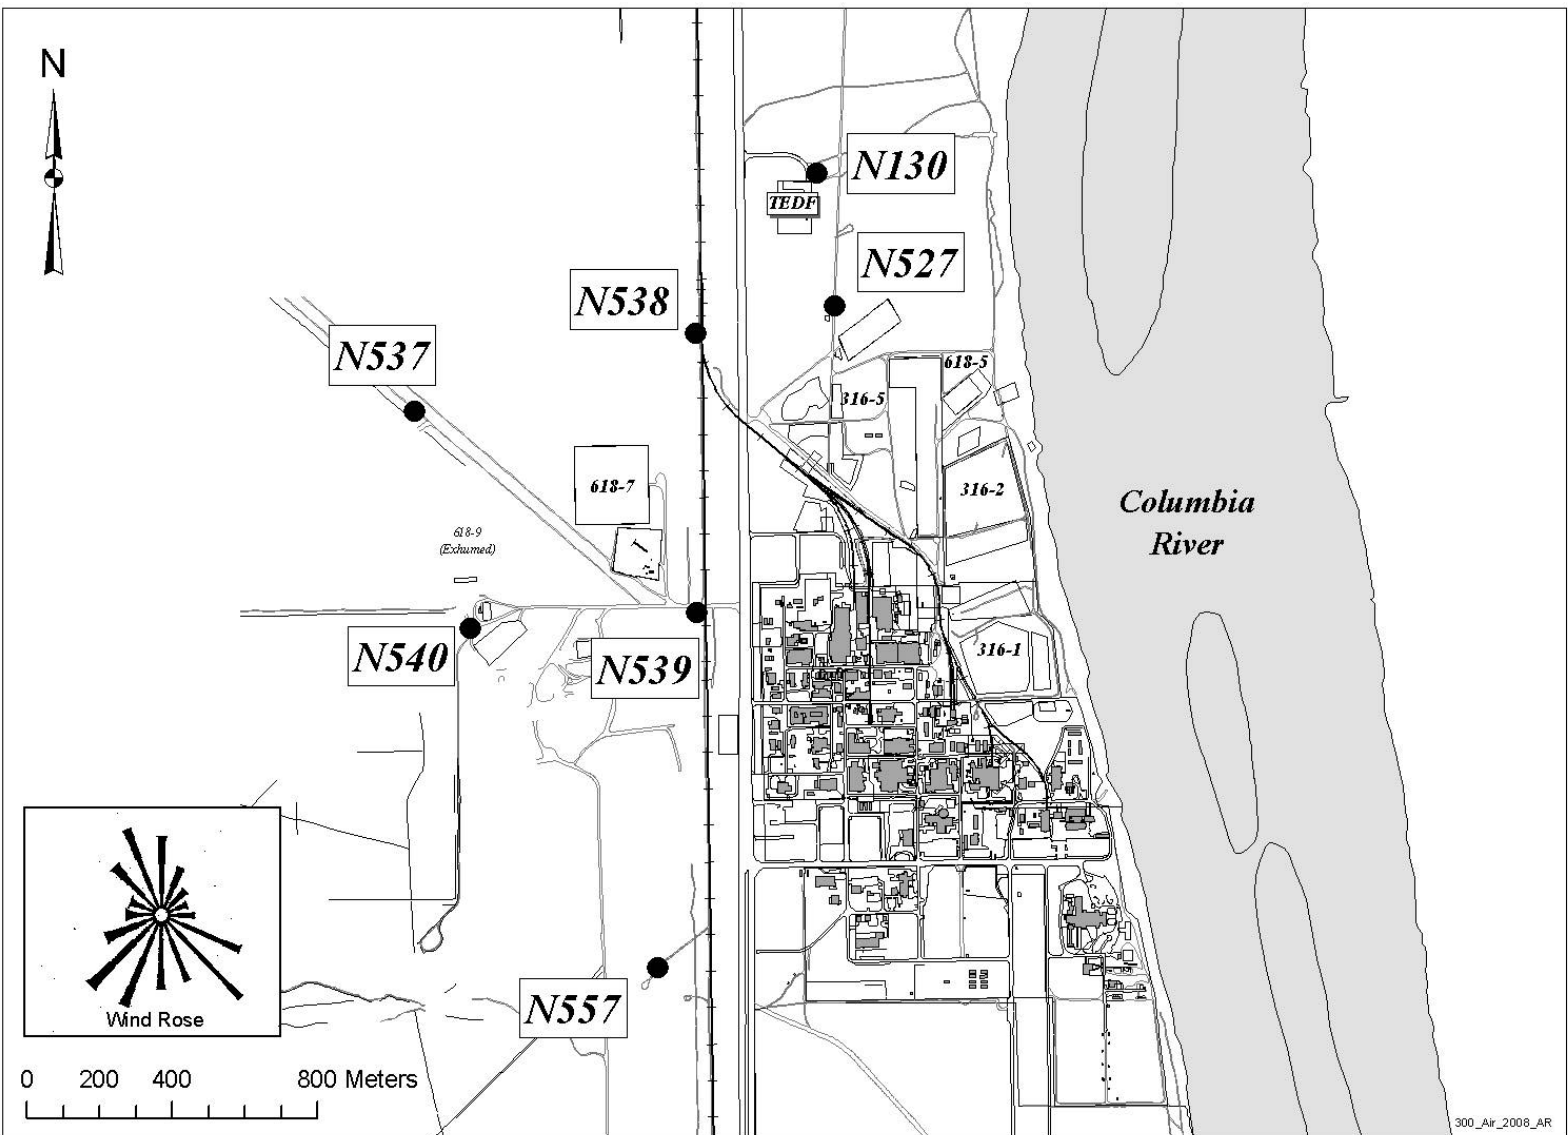 N
N130
TEDF
N527
N538
N537
618-5
316-5
618-7
316-2
Columbia
River
618-9
(Exhumed)
N540
N539
316-1
N557
Wind Rose
0 200 400 800 Meters
300_Air_2008_AR